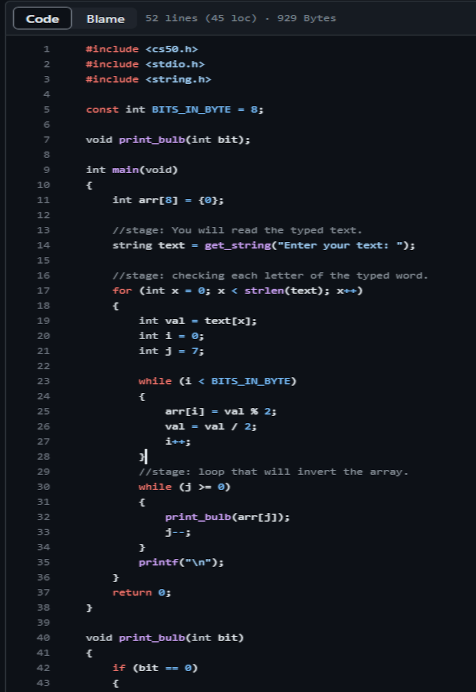 Code Blame 52 lines (45 loc) · 929 Bytes
1 #include <cs50.h>
2 #include <stdio.h>
3 #include <string.h>
4
5 const int BITS_IN_BYTE = 8;
6
7 void print_bulb(int bit);
8
9 int main(void)
10 {
11 int arr[8] = {0};
12
13 //stage: You will read the typed text.
14 string text = get_string("Enter your text: ");
15
16 //stage: checking each letter of the typed word.
17 for (int x = 0; x < strlen(text); x++)
18 {
19 int val = text[x];
20 int i = 0;
21 int j = 7;
22
23 while (i < BITS_IN_BYTE)
24 {
25 arr[i] = val % 2;
26 val = val / 2;
27 i++;
28 }
29 //stage: loop that will invert the array.
30 while (j >= 0)
31 {
32 print_bulb(arr[j]);
33 j--;
34 }
35 printf("\n");
36 }
37 return 0;
38 }
39
40 void print_bulb(int bit)
41 {
42 if (bit == 0)
43 {